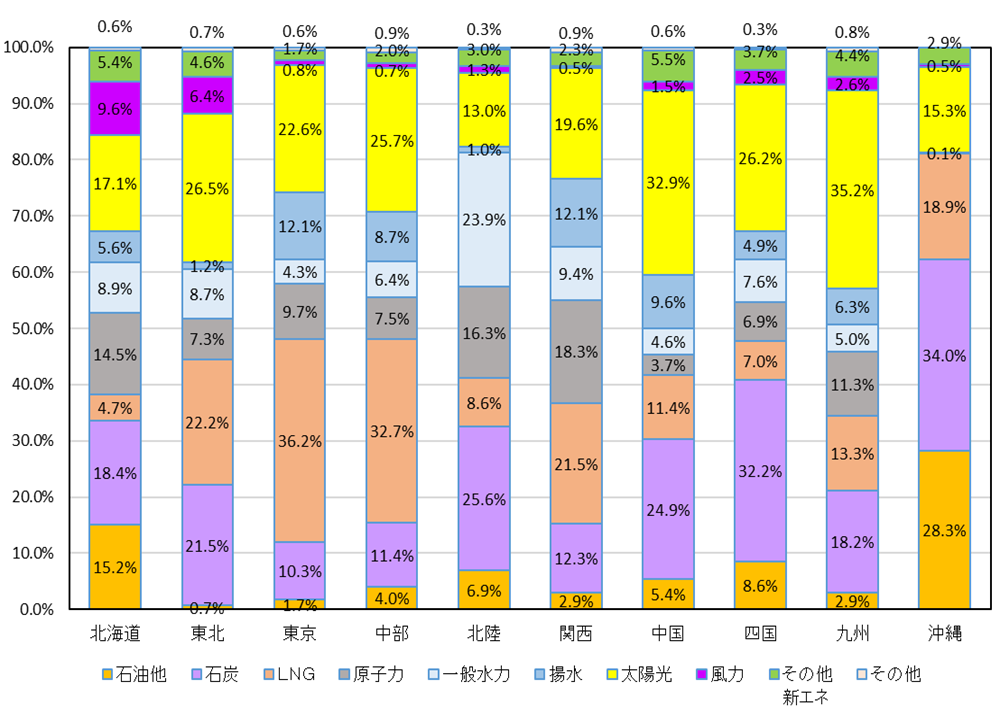 0.6% 0.7% 0.6% 0.9% 0.3% 0.9% 0.6% 0.3% 0.8% 2.9%
100.0% 5.4% 4.6% 1.7% 2.0% 3.0% 2.3% 5.5% 3.7% 4.4% 0.5%
90.0% 9.6% 6.4% 0.8% 0.7% 1.3% 0.5% 1.5% 2.5% 2.6% 15.3%
80.0% 17.1% 26.5% 22.6% 25.7% 13.0% 19.6% 32.9% 26.2% 35.2% 0.1%
70.0% 5.6% 1.2% 12.1% 8.7% 1.0% 12.1% 9.6% 4.9% 6.3% 18.9%
60.0% 8.9% 8.7% 4.3% 6.4% 23.9% 9.4% 4.6% 7.6% 5.0%
50.0% 14.5% 7.3% 9.7% 7.5% 16.3% 18.3% 3.7% 6.9% 11.3%
40.0% 4.7% 22.2% 36.2% 32.7% 8.6% 21.5% 11.4% 7.0% 13.3% 34.0%
30.0%
20.0% 18.4% 21.5% 10.3% 11.4% 25.6% 12.3% 24.9% 32.2% 18.2%
10.0% 15.2% 0.7% 1.7% 4.0% 6.9% 2.9% 5.4% 8.6% 2.9% 28.3%
0.0%
北海道 東北 東京 中部 北陸 関西 中国 四国 九州 沖縄
石油他 石炭 LNG 原子力 一般水力 揚水 太陽光 風力 その他 その他
新エネ